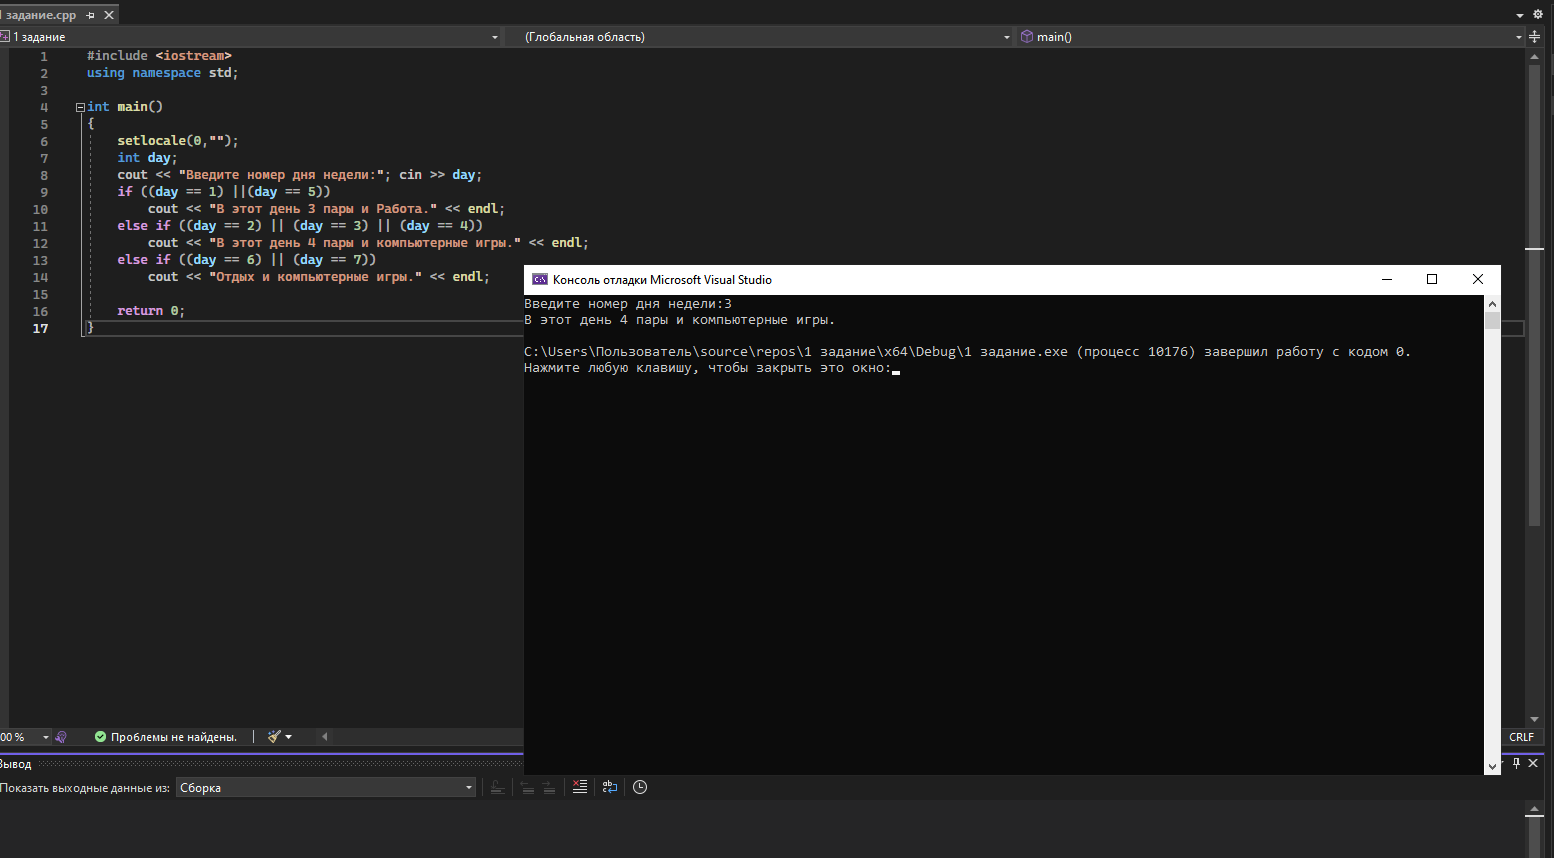 задание.cpp
1 задание
(Глобальная область)
main()
1 #include <iostream>
2 using namespace std;
3
4 int main()
5 {
6 setlocale(0,"");
7 int day;
8 cout << "Введите номер дня недели:"; cin >> day;
9 if ((day == 1) ||(day == 5))
10 cout << "В этот день 3 пары и Работа." << endl;
11 else if ((day == 2) || (day == 3) || (day == 4))
12 cout << "В этот день 4 пары и компьютерные игры." << endl;
13 else if ((day == 6) || (day == 7))
14 cout << "Отдых и компьютерные игры." << endl;
15
16 return 0;
17 }
Консоль отладки Microsoft Visual Studio
Введите номер дня недели:3
В этот день 4 пары и компьютерные игры.
C:\Users\Пользователь\source\repos\1 задание\x64\Debug\1 задание.exe (процесс 10176) завершил работу с кодом 0.
Нажмите любую клавишу, чтобы закрыть это окно:
00 %
Проблемы не найдены.
CRLF
Вывод
Показать выходные данные из:
Сборка